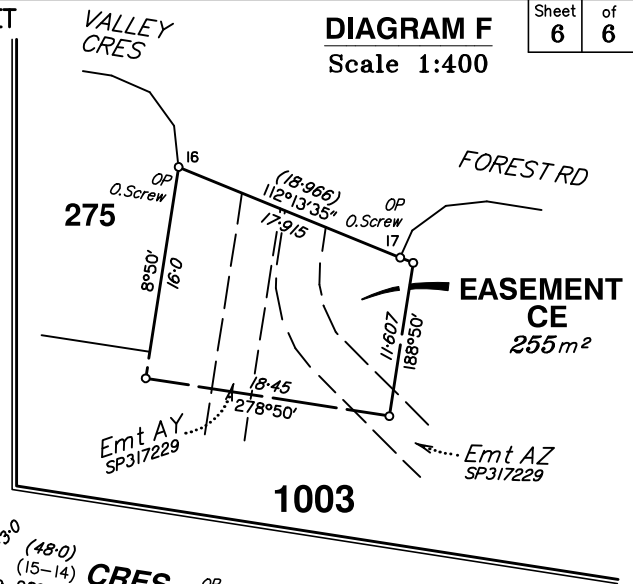 ET
VALLEY
CRES
DIAGRAM F
Scale 1:400
Sheet
6
of
6
16
OP
O.Screw
(18·966)
112°13'35"
17·915
OP
O.Screw
17
FOREST RD
275
8°50'
16·0
EASEMENT
CE
255m²
11·607
188°50'
18·45
278°50'
Emt AY
SP317229
Emt AZ
SP317229
1003
(48·0)
(15-14)
CRES
OP